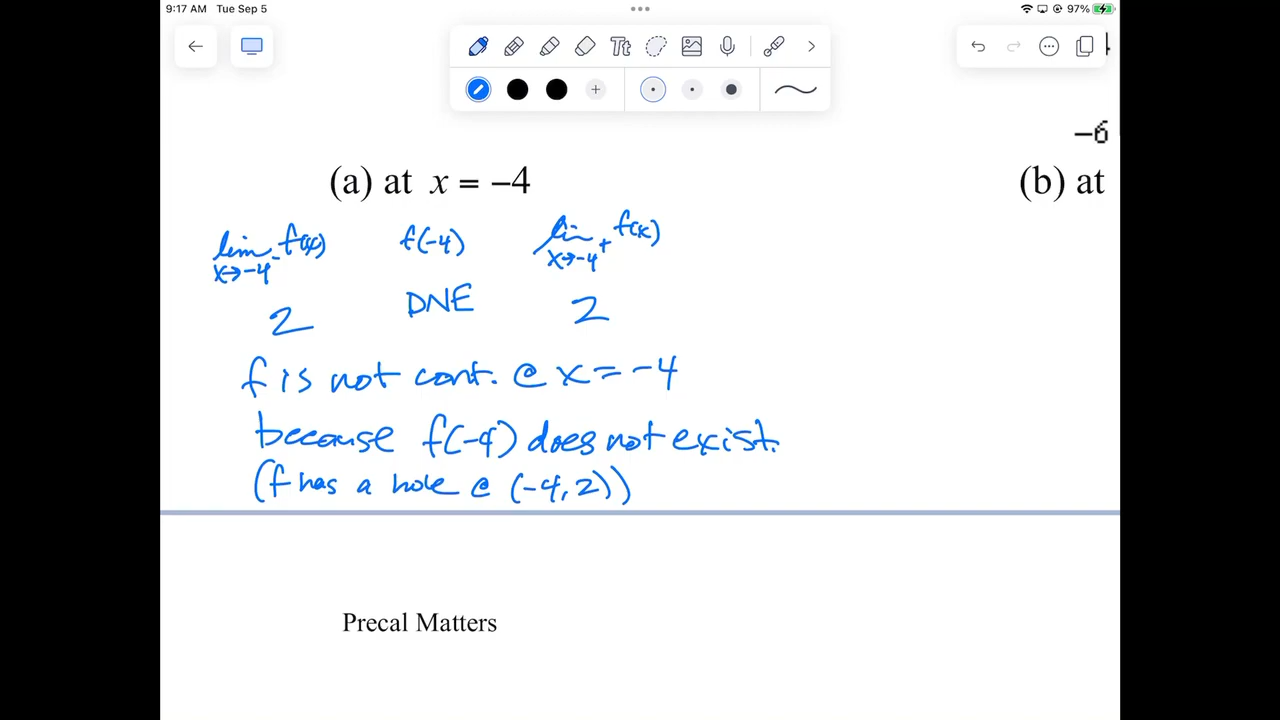 9:17 AM Tue Sep 5
97%
Tt
-6
(a) at x = −4
(b) at
lim x→-4⁻ f(x) f(-4) lim x→-4⁺ f(x)
2 DNE 2
f is not cont. @ x = -4
because f(-4) does not exist.
(f has a hole @ (-4, 2))
Precal Matters